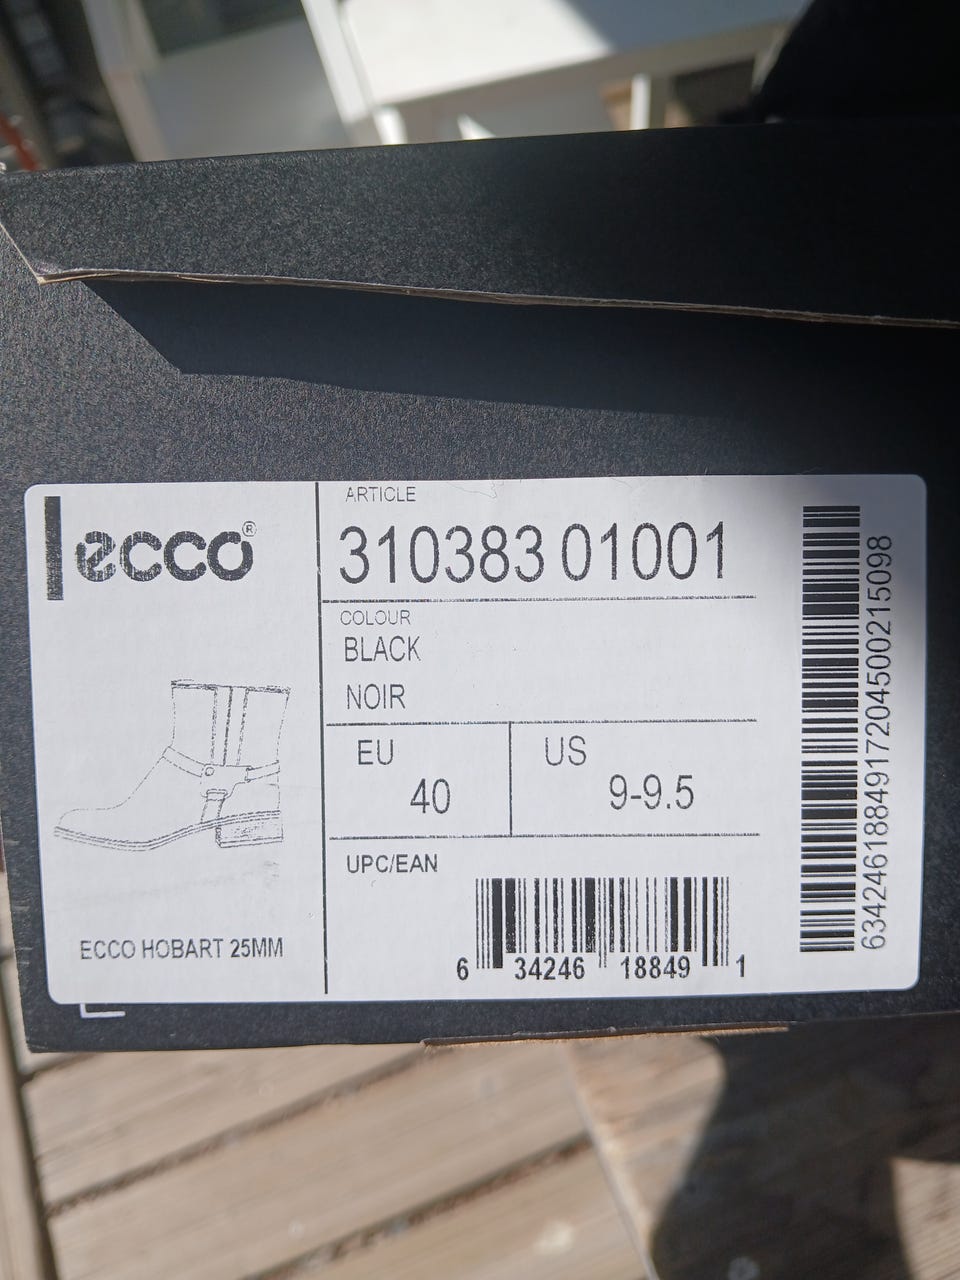 ecco®
ARTICLE
310383 01001
COLOUR
BLACK
NOIR
EU
40
US
9-9.5
UPC/EAN
6 34246 18849 1
ECCO HOBART 25MM
634246188491720450021509​8